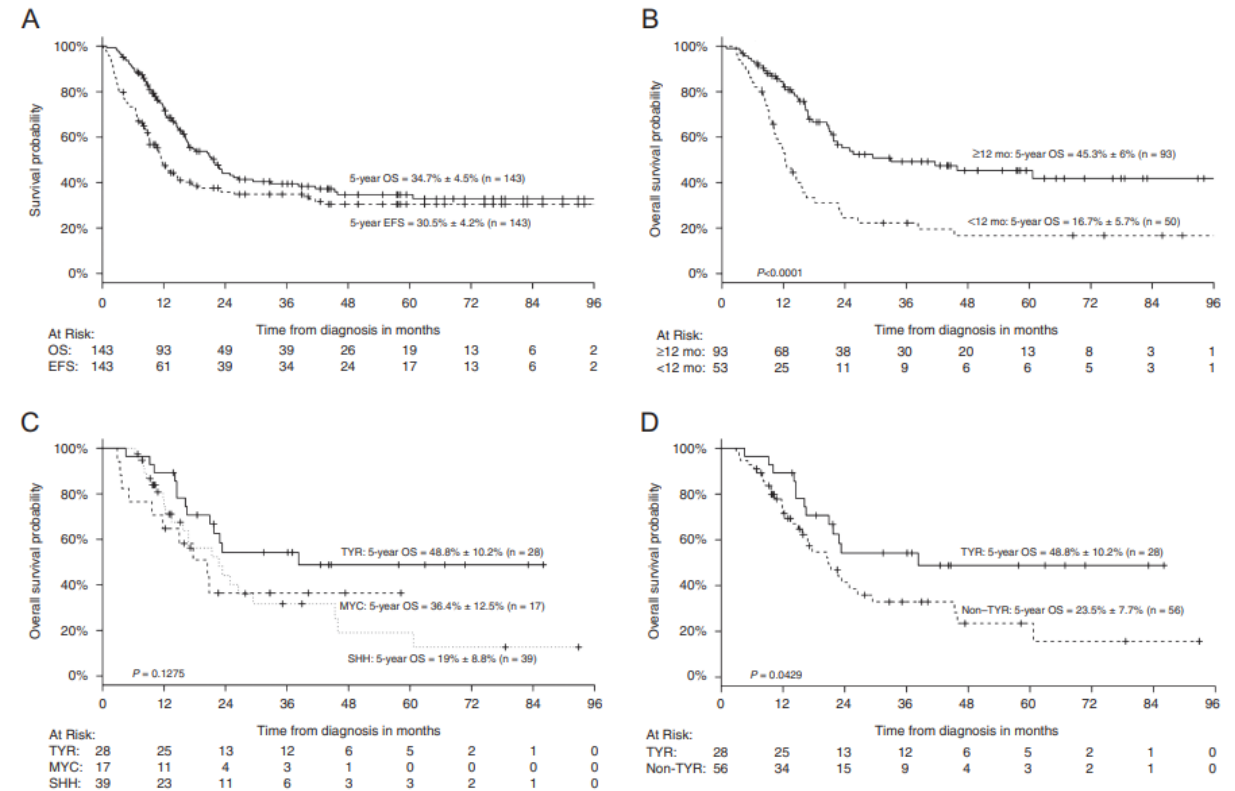 A
Survival probability
100%
80%
60%
40%
20%
0%
5-year OS = 34.7% ± 4.5% (n = 143)
5-year EFS = 30.5% ± 4.2% (n = 143)
0 12 24 36 48 60 72 84 96
Time from diagnosis in months
At Risk:
OS: 143 93 49 39 26 19 13 6 2
EFS: 143 61 39 34 24 17 13 6 2
B
Overall survival probability
100%
80%
60%
40%
20%
0%
≥12 mo: 5-year OS = 45.3% ± 6% (n = 93)
<12 mo: 5-year OS = 16.7% ± 5.7% (n = 50)
P<0.0001
0 12 24 36 48 60 72 84 96
Time from diagnosis in months
At Risk:
≥12 mo: 93 68 38 30 20 13 8 3 1
<12 mo: 53 25 11 9 6 6 5 3 1
C
Overall survival probability
100%
80%
60%
40%
20%
0%
TYR: 5-year OS = 48.8% ± 10.2% (n = 28)
MYC: 5-year OS = 36.4% ± 12.5% (n = 17)
SHH: 5-year OS = 19% ± 8.8% (n = 39)
P = 0.1275
0 12 24 36 48 60 72 84 96
Time from diagnosis in months
At Risk:
TYR: 28 25 13 12 6 5 2 1 0
MYC: 17 11 4 3 1 0 0 0 0
SHH: 39 23 11 6 3 3 2 1 0
D
Overall survival probability
100%
80%
60%
40%
20%
0%
TYR: 5-year OS = 48.8% ± 10.2% (n = 28)
Non–TYR: 5-year OS = 23.5% ± 7.7% (n = 56)
P = 0.0429
0 12 24 36 48 60 72 84 96
Time from diagnosis in months
At Risk:
TYR: 28 25 13 12 6 5 2 1 0
Non-TYR: 56 34 15 9 4 3 2 1 0